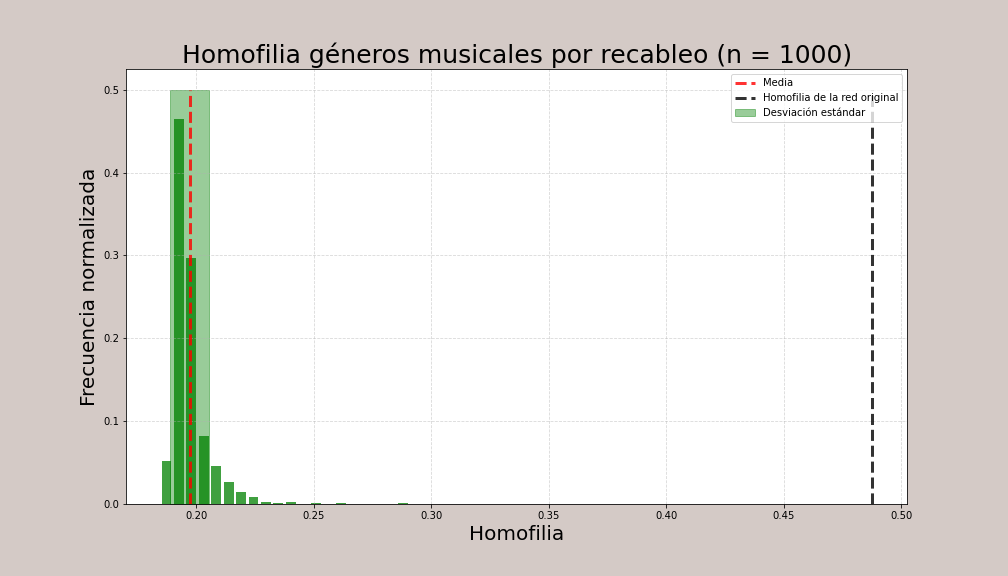 Homofilia géneros musicales por recableo (n = 1000)
Media
Homofilia de la red original
Desviación estándar
Frecuencia normalizada
0.5
0.4
0.3
0.2
0.1
0.0
0.20
0.25
0.30
0.35
0.40
0.45
0.50
Homofilia